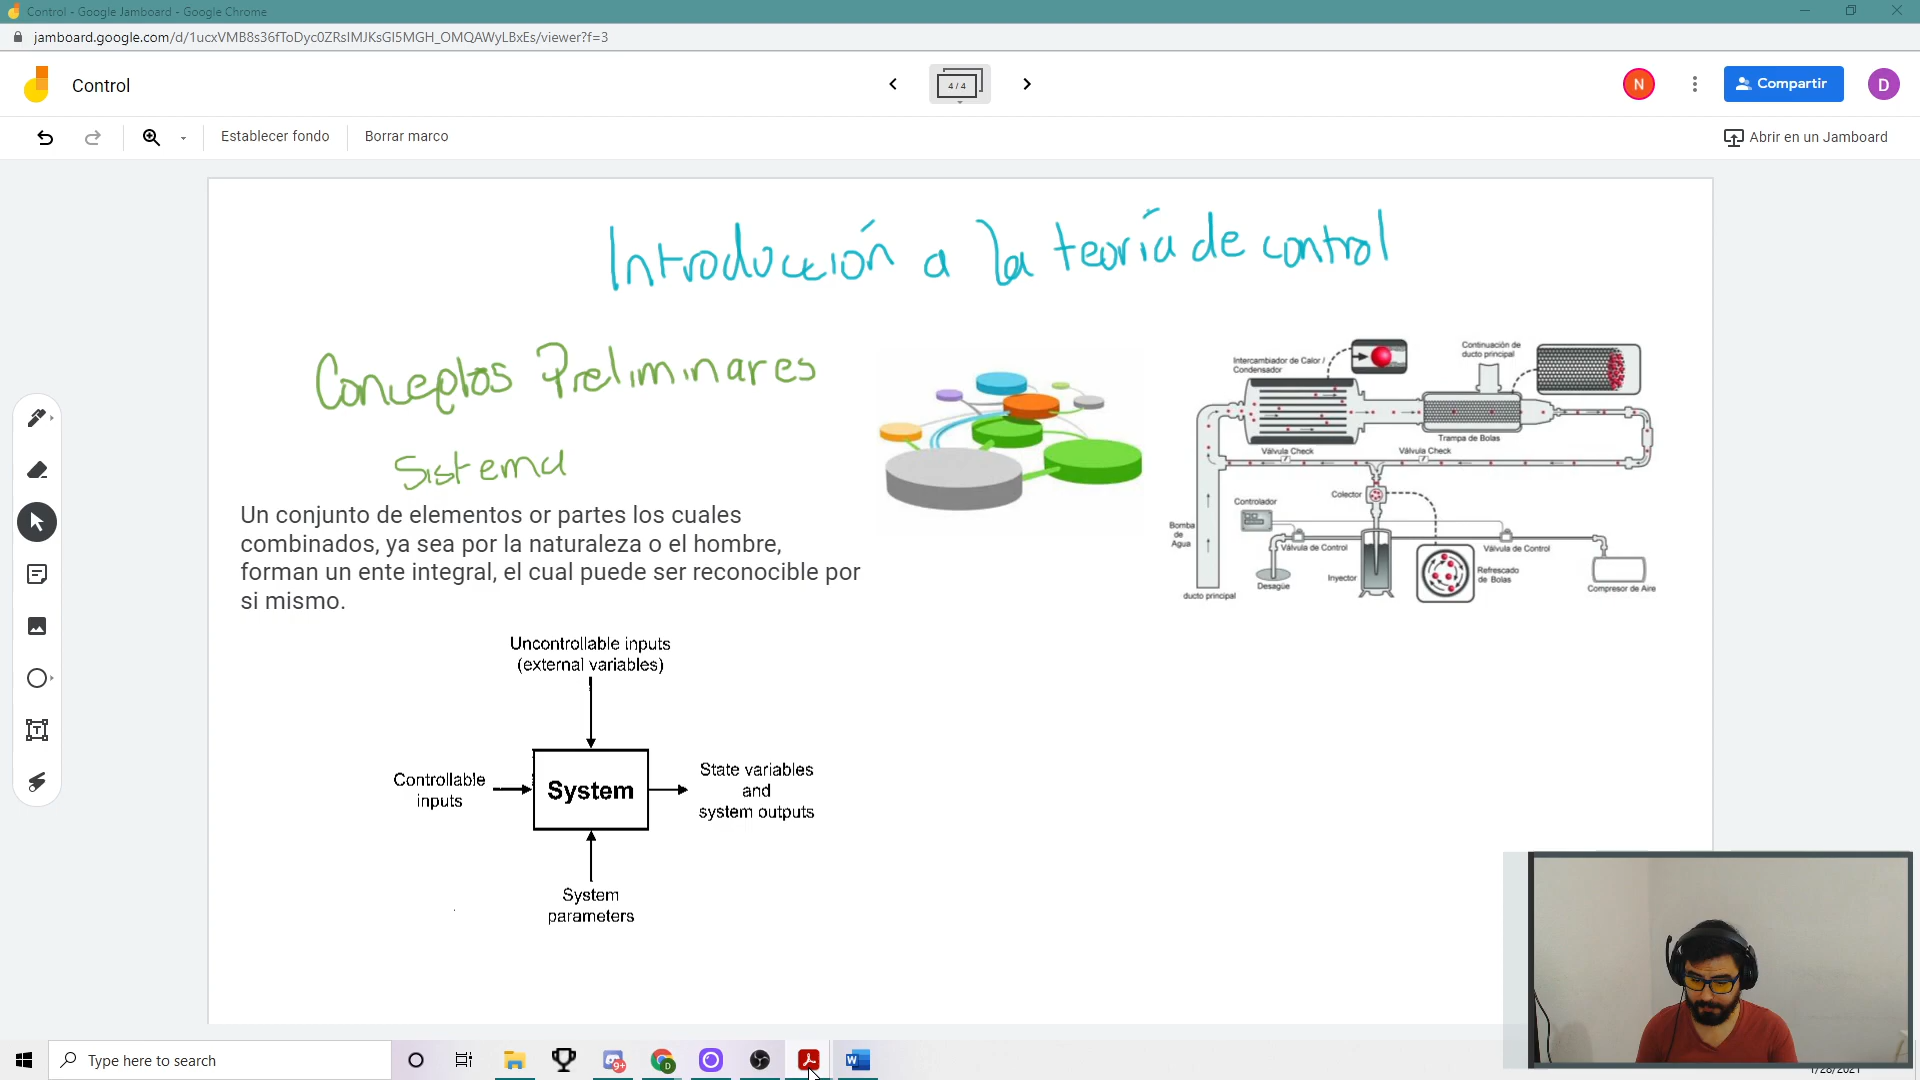 Control - Google Jamboard - Google Chrome
jamboard.google.com/d/1ucxVMB8s36fToDyc0ZRsIMJKsGI5MGH_OMQAWyLBxEs/viewer?f=3
Control
4 / 4
N
Compartir
D
Establecer fondo
Borrar marco
Abrir en un Jamboard
Introducción a la teoría de control
Conceptos Preliminares
Sistema
Un conjunto de elementos or partes los cuales
combinados, ya sea por la naturaleza o el hombre,
forman un ente integral, el cual puede ser reconocible por
si mismo.
Intercambiador de Calor /
Condensador
Continuación de
ducto principal
Trampa de Bolas
Válvula Check
Válvula Check
Colector
Controlador
Bomba
de
Agua
Válvula de Control
Válvula de Control
Inyector
Refrescado
de Bolas
Desagüe
Compresor de Aire
ducto principal
Uncontrollable inputs
(external variables)
Controllable
inputs
System
State variables
and
system outputs
System
parameters
Type here to search
9+
D
W
1/28/2021